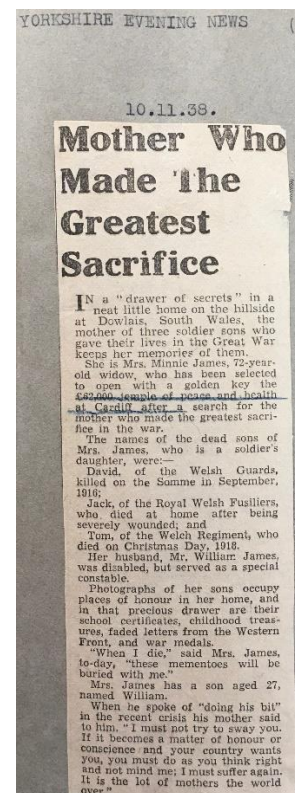 YORKSHIRE EVENING NEWS (
10.11.38.
Mother Who
Made The
Greatest
Sacrifice
IN a "drawer of secrets" in a
neat little home on the hillside
at Dowlais, South Wales, the
mother of three soldier sons who
gave their lives in the Great War
keeps her memories of them.
She is Mrs. Minnie James, 72-year-
old widow, who has been selected
to open with a golden key the
£62,000 temple of peace and health
at Cardiff after a search for the
mother who made the greatest sacri-
fice in the war.
The names of the dead sons of
Mrs. James, who is a soldier's
daughter, were:—
David, of the Welsh Guards,
killed on the Somme in September,
1916;
Jack, of the Royal Welsh Fusiliers,
who died at home after being
severely wounded; and
Tom, of the Welch Regiment, who
died on Christmas Day, 1918.
Her husband, Mr. William James,
was disabled, but served as a special
constable.
Photographs of her sons occupy
places of honour in her home, and
in that precious drawer are their
school certificates, childhood treas-
ures, faded letters from the Western
Front, and war medals.
"When I die," said Mrs. James,
to-day, "these mementoes will be
buried with me."
Mrs. James has a son aged 27,
named William.
When he spoke of "doing his bit"
in the recent crisis his mother said
to him. "I must not try to sway you.
If it becomes a matter of honour or
conscience and your country wants
you, you must do as you think right
and not mind me; I must suffer again.
It is the lot of mothers the world
over."